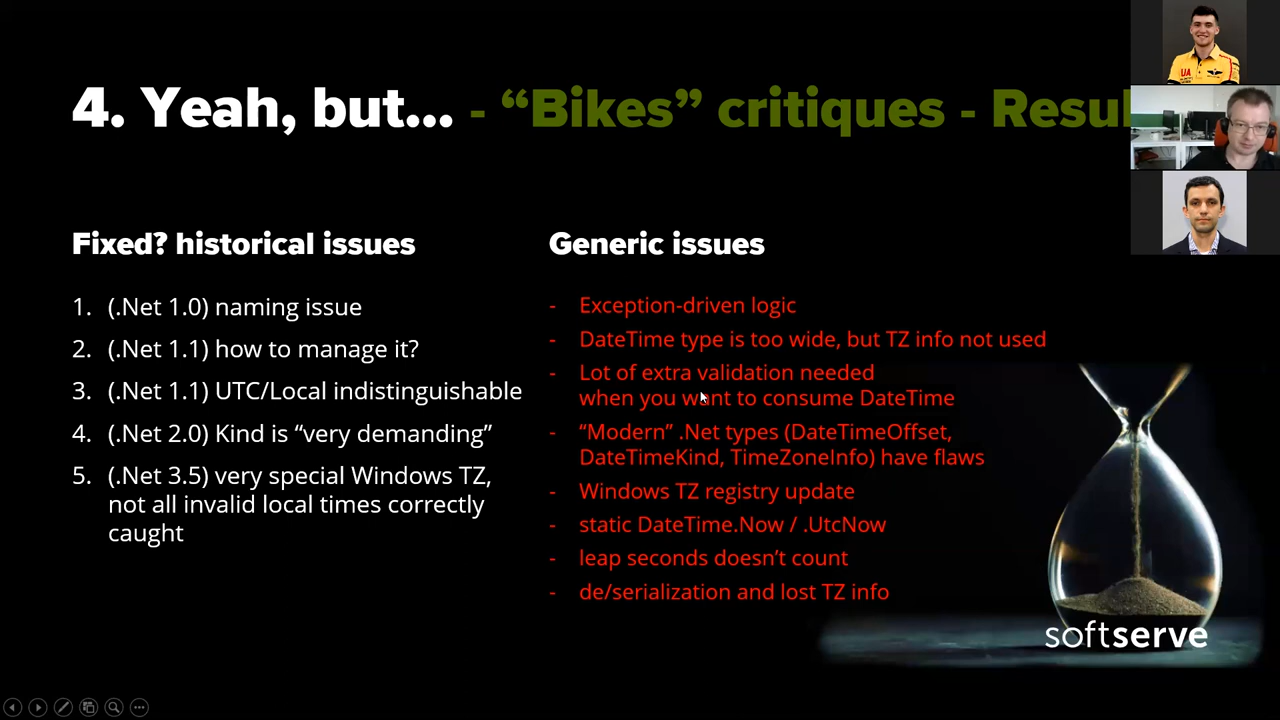 4. Yeah, but... - “Bikes” critiques - Resul
UA
Fixed? historical issues
1. (.Net 1.0) naming issue
2. (.Net 1.1) how to manage it?
3. (.Net 1.1) UTC/Local indistinguishable
4. (.Net 2.0) Kind is “very demanding”
5. (.Net 3.5) very special Windows TZ,
not all invalid local times correctly
caught
Generic issues
- Exception-driven logic
- DateTime type is too wide, but TZ info not used
- Lot of extra validation needed
when you want to consume DateTime
- “Modern” .Net types (DateTimeOffset,
DateTimeKind, TimeZoneInfo) have flaws
- Windows TZ registry update
- static DateTime.Now / .UtcNow
- leap seconds doesn’t count
- de/serialization and lost TZ info
softserve